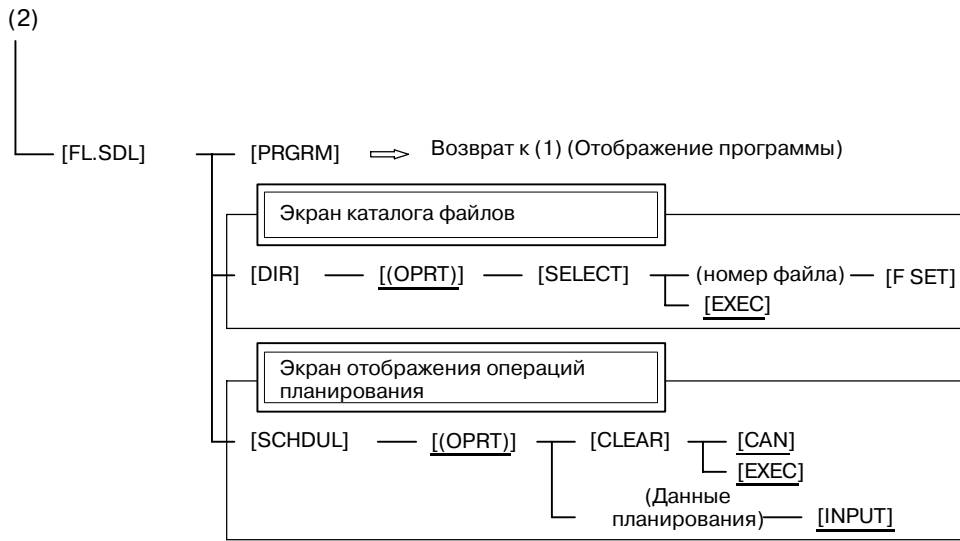 (2)
[FL.SDL] [PRGRM] Возврат к (1) (Отображение программы)
Экран каталога файлов
[DIR] [(OPRT)] [SELECT] (номер файла) [F SET]
[EXEC]
Экран отображения операций
планирования
[SCHDUL] [(OPRT)] [CLEAR] [CAN]
[EXEC]
(Данные
планирования) [INPUT]